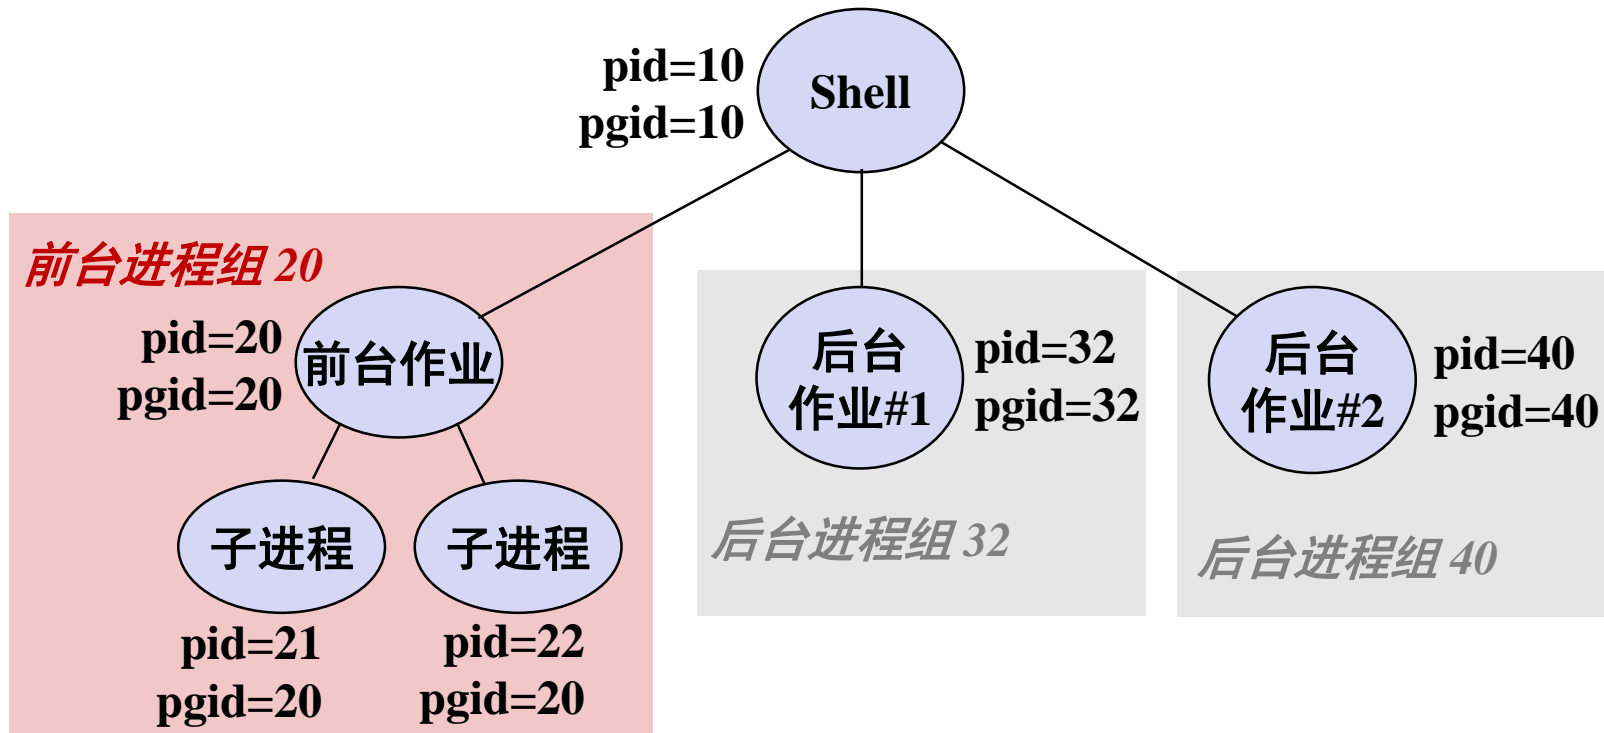 pid=10
pgid=10
Shell
前台进程组 20
pid=20
pgid=20
前台作业
子进程
pid=21
pgid=20
子进程
pid=22
pgid=20
后台
作业#1
pid=32
pgid=32
后台进程组 32
后台
作业#2
pid=40
pgid=40
后台进程组 40